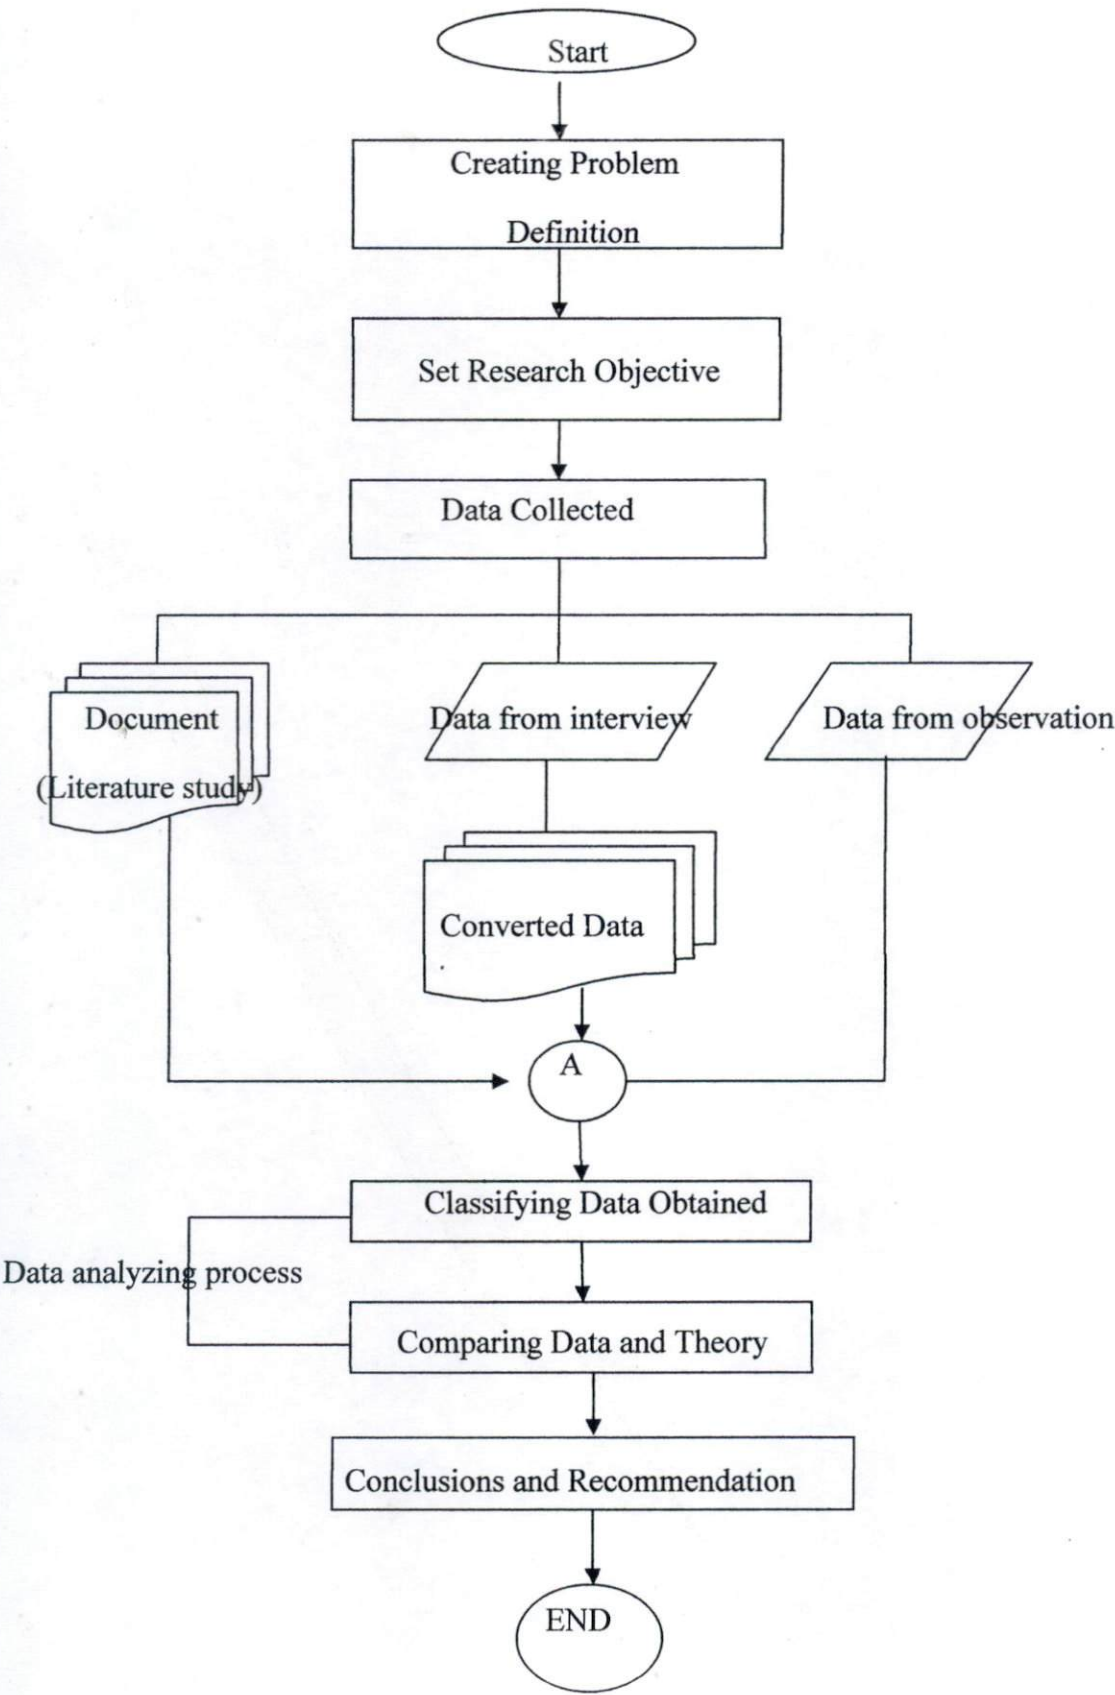 Start
Creating Problem
Definition
Set Research Objective
Data Collected
Document
(Literature study)
Data from interview
Data from observation
Converted Data
A
Classifying Data Obtained
Data analyzing process
Comparing Data and Theory
Conclusions and Recommendation
END